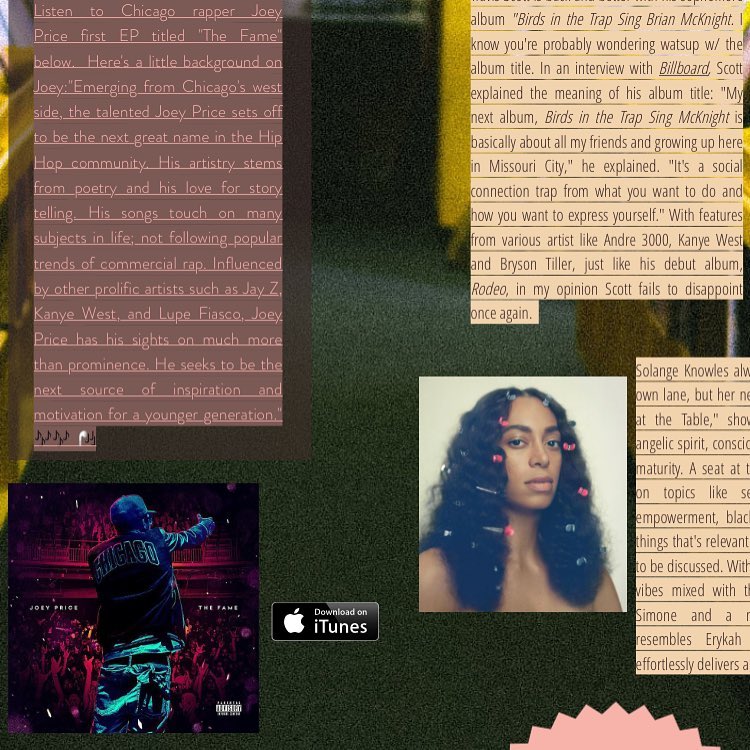 Listen to Chicago rapper Joey
Price first EP titled "The Fame"
below. Here's a little background on
Joey:"Emerging from Chicago's west
side, the talented Joey Price sets off
to be the next great name in the Hip
Hop community. His artistry stems
from poetry and his love for story
telling. His songs touch on many
subjects in life; not following popular
trends of commercial rap. Influenced
by other prolific artists such as Jay Z,
Kanye West, and Lupe Fiasco, Joey
Price has his sights on much more
than prominence. He seeks to be the
next source of inspiration and
motivation for a younger generation."
CHICAGO
JOEY PRICE
THE FAME
PARENTAL
ADVISORY
Download on
iTunes
album "Birds in the Trap Sing Brian McKnight. I
know you're probably wondering watsup w/ the
album title. In an interview with Billboard, Scott
explained the meaning of his album title: "My
next album, Birds in the Trap Sing McKnight is
basically about all my friends and growing up here
in Missouri City," he explained. "It's a social
connection trap from what you want to do and
how you want to express yourself." With features
from various artist like Andre 3000, Kanye West
and Bryson Tiller, just like his debut album,
Rodeo, in my opinion Scott fails to disappoint
once again.
Solange Knowles
own lane, but her
at the Table," 
angelic spirit,
maturity. A seat at
on topics like
empowerment,
things that's relevant
to be discussed. With
vibes mixed with
Simone and a
resembles Erykah
effortlessly delivers